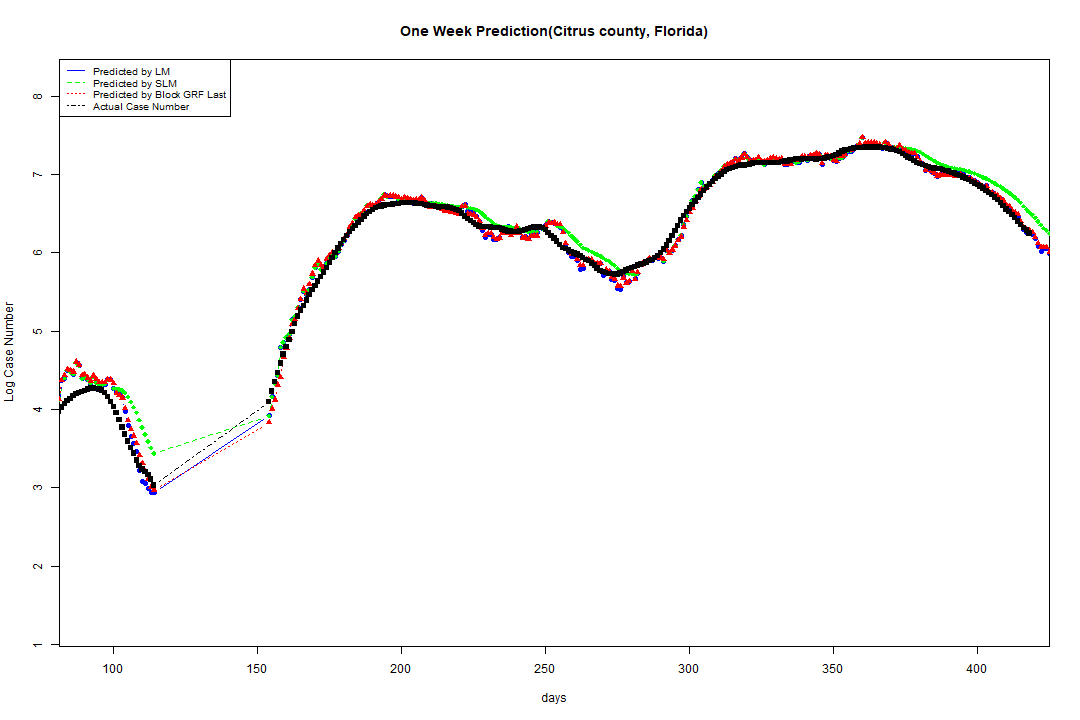 One Week Prediction(Citrus county, Florida)
Predicted by LM
Predicted by SLM
Predicted by Block GRF Last
Actual Case Number
8
7
6
5
4
3
2
1
Log Case Number
100 150 200 250 300 350 400
days